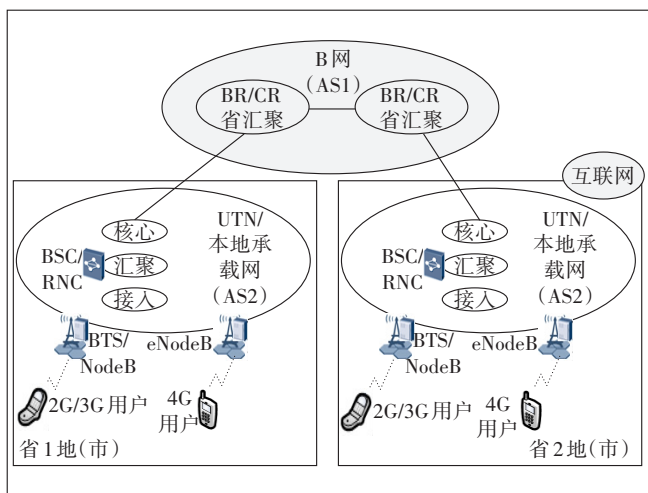 B网
(AS1)
BR/CR
省汇聚
BR/CR
省汇聚
互联网
核心
汇聚
接入
BSC/
RNC
UTN/
本地承
载网
(AS2)
BTS/
NodeB
eNodeB
2G/3G用户
4G
用户
省1地(市)
核心
汇聚
接入
BSC/
RNC
UTN/
本地承
载网
(AS2)
BTS/
NodeB
eNodeB
2G/3G用户
4G
用户
省2地(市)